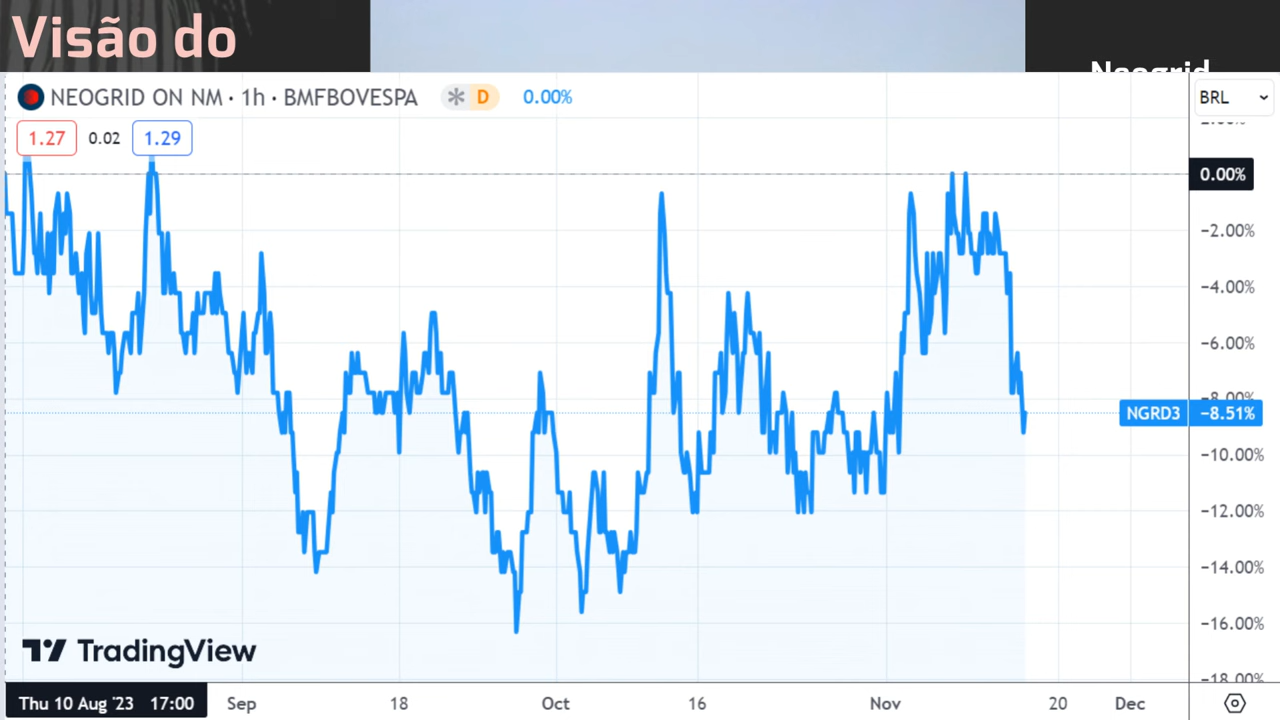 Visão do
Neogrid
NEOGRID ON NM · 1h · BMFBOVESPA
D
0.00%
BRL
1.27
0.02
1.29
0.00%
−2.00%
−4.00%
−6.00%
−8.00%
NGRD3
−8.51%
−10.00%
−12.00%
−14.00%
−16.00%
−18.00%
TradingView
Thu 10 Aug '23 17:00
Sep
18
Oct
16
Nov
20
Dec